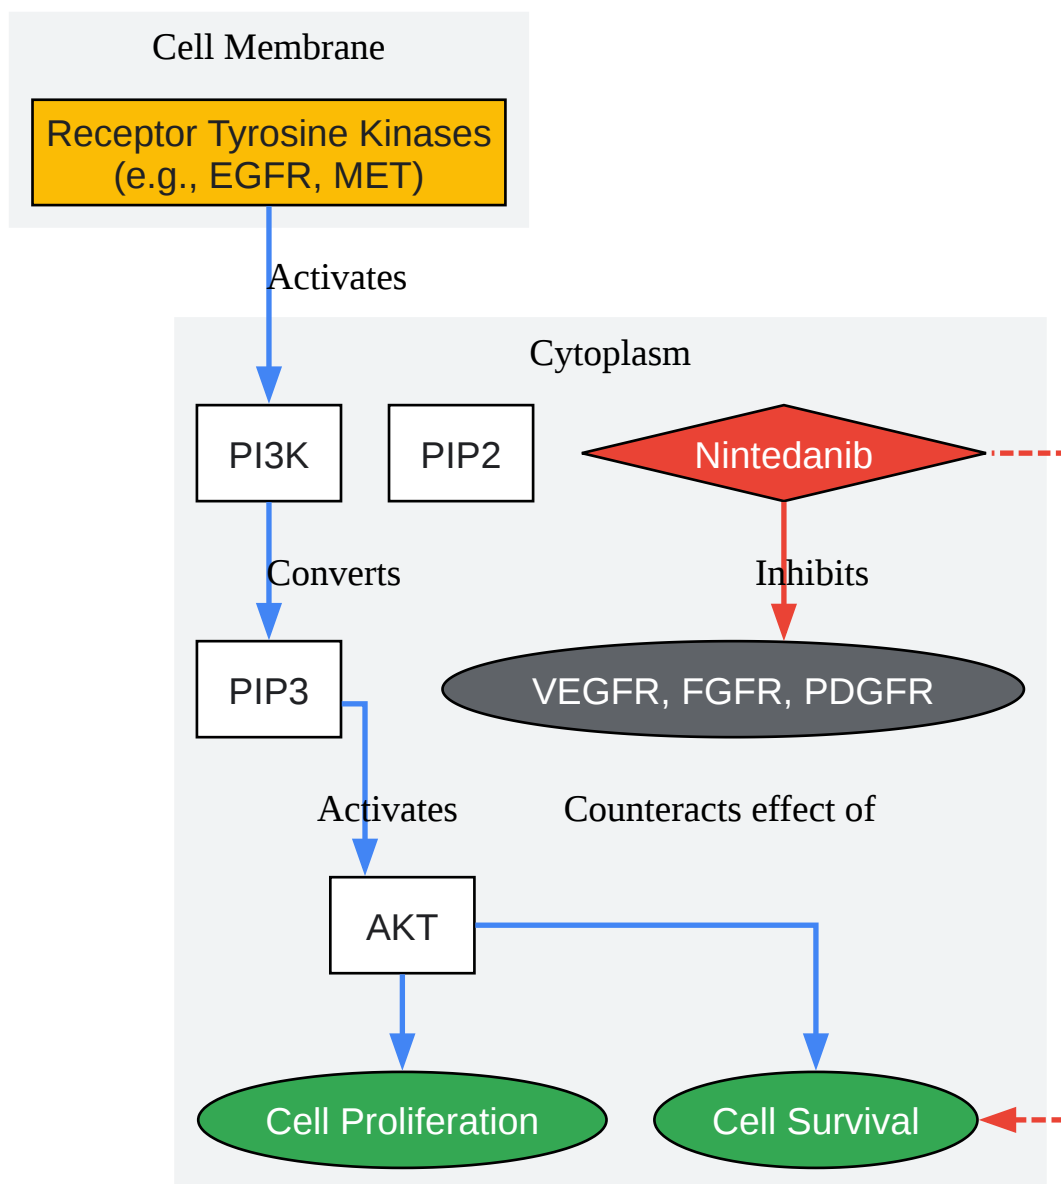 Cell Membrane
Receptor Tyrosine Kinases
(e.g., EGFR, MET)
Activates
Cytoplasm
PI3K
PIP2
Nintedanib
Converts
Inhibits
PIP3
VEGFR, FGFR, PDGFR
Activates
Counteracts effect of
AKT
Cell Proliferation
Cell Survival